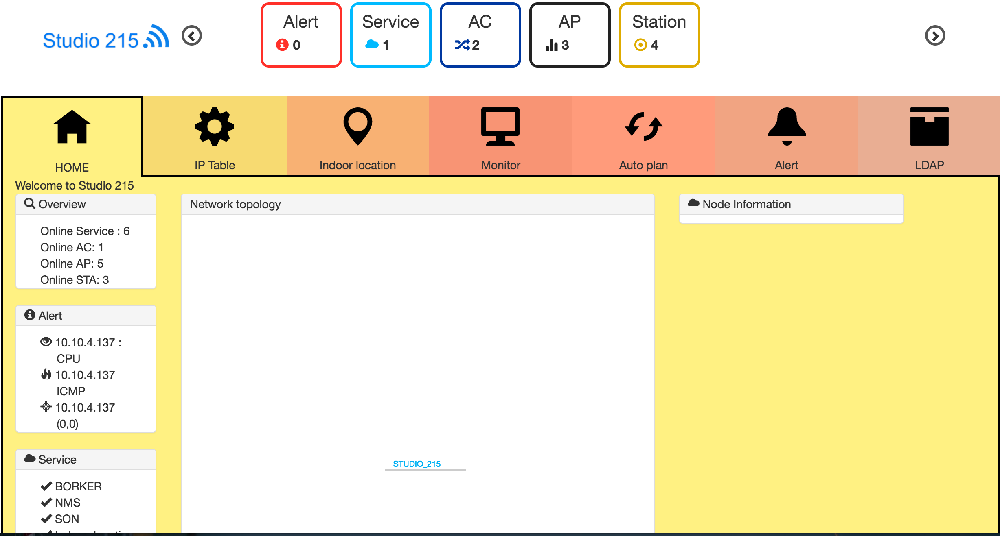 Studio 215
Alert
0
Service
1
AC
2
AP
3
Station
4
HOME
IP Table
Indoor location
Monitor
Auto plan
Alert
LDAP
Welcome to Studio 215
Overview
Online Service : 6
Online AC: 1
Online AP: 5
Online STA: 3
Alert
10.10.4.137 :
CPU
10.10.4.137
ICMP
10.10.4.137
(0,0)
Service
BORKER
NMS
SON
Network topology
STUDIO_215
Node Information